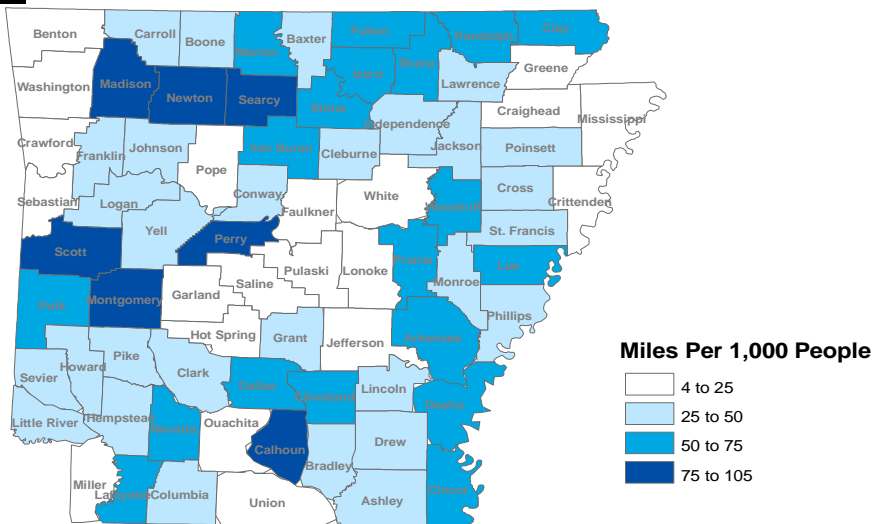 Benton
Carroll
Boone
Marion
Baxter
Fulton
Randolph
Clay
Washington
Madison
Newton
Searcy
Stone
Izard
Sharp
Lawrence
Greene
Craighead
Mississippi
Crawford
Franklin
Johnson
Pope
Van Buren
Cleburne
Independence
Jackson
Poinsett
Sebastian
Logan
Conway
Faulkner
White
Woodruff
Cross
Crittenden
Scott
Yell
Perry
Pulaski
Lonoke
Prairie
St. Francis
Lee
Monroe
Phillips
Polk
Montgomery
Garland
Saline
Hot Spring
Grant
Jefferson
Arkansas
Sevier
Howard
Pike
Clark
Dallas
Cleveland
Lincoln
Desha
Little River
Hempstead
Nevada
Ouachita
Calhoun
Bradley
Drew
Miller
Lafayette
Columbia
Union
Ashley
Chicot
Miles Per 1,000 People
4 to 25
25 to 50
50 to 75
75 to 105